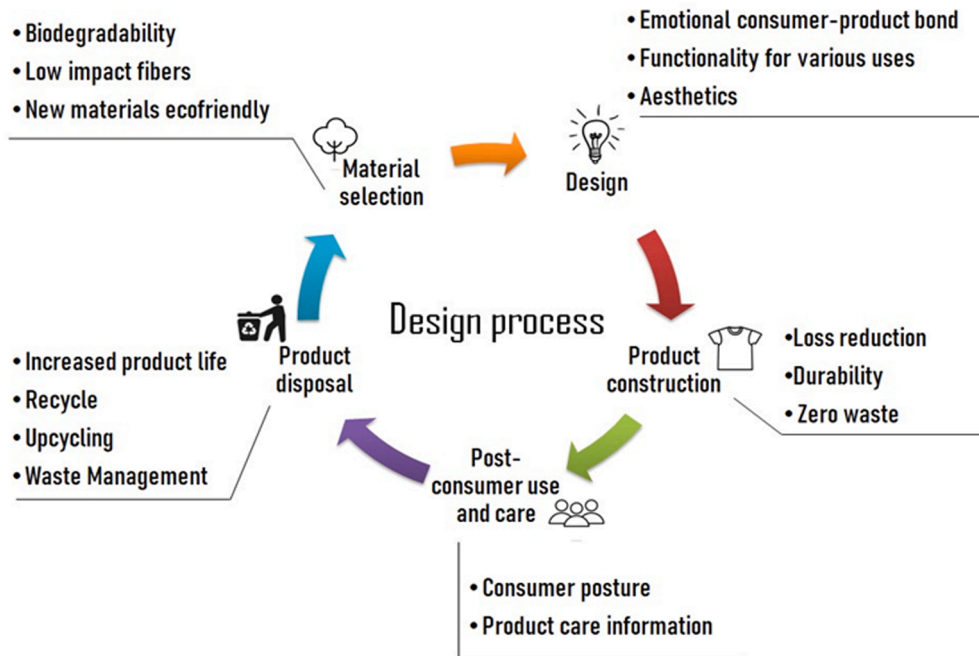 • Biodegradability
• Low impact fibers
• New materials ecofriendly
• Emotional consumer-product bond
• Functionality for various uses
• Aesthetics
Material
selection
Design
Design process
Product
disposal
• Increased product life
• Recycle
• Upcycling
• Waste Management
Product
construction
•Loss reduction
•Durability
• Zero waste
Post-
consumer use
and care
• Consumer posture
• Product care information